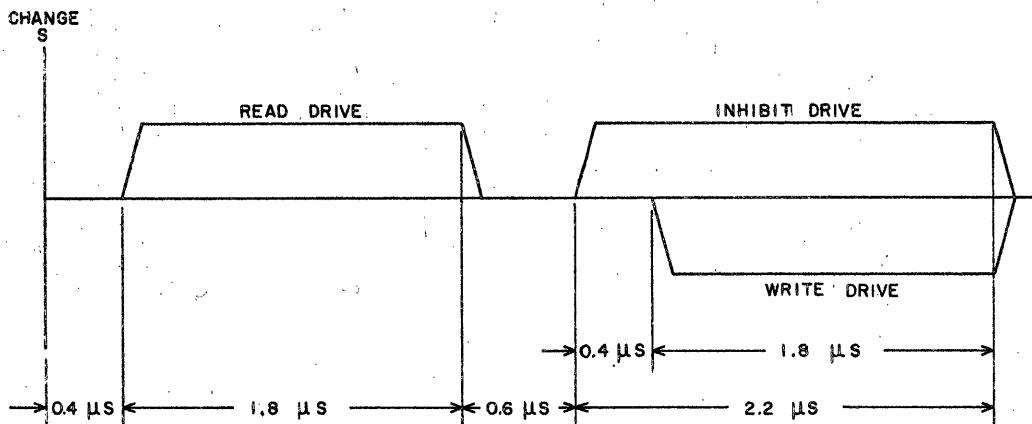 CHANGE
S
READ DRIVE
INHIBIT DRIVE
WRITE DRIVE
0.4 μS
1.8 μS
0.4 μS
1.8 μS
0.6 μS
2.2 μS